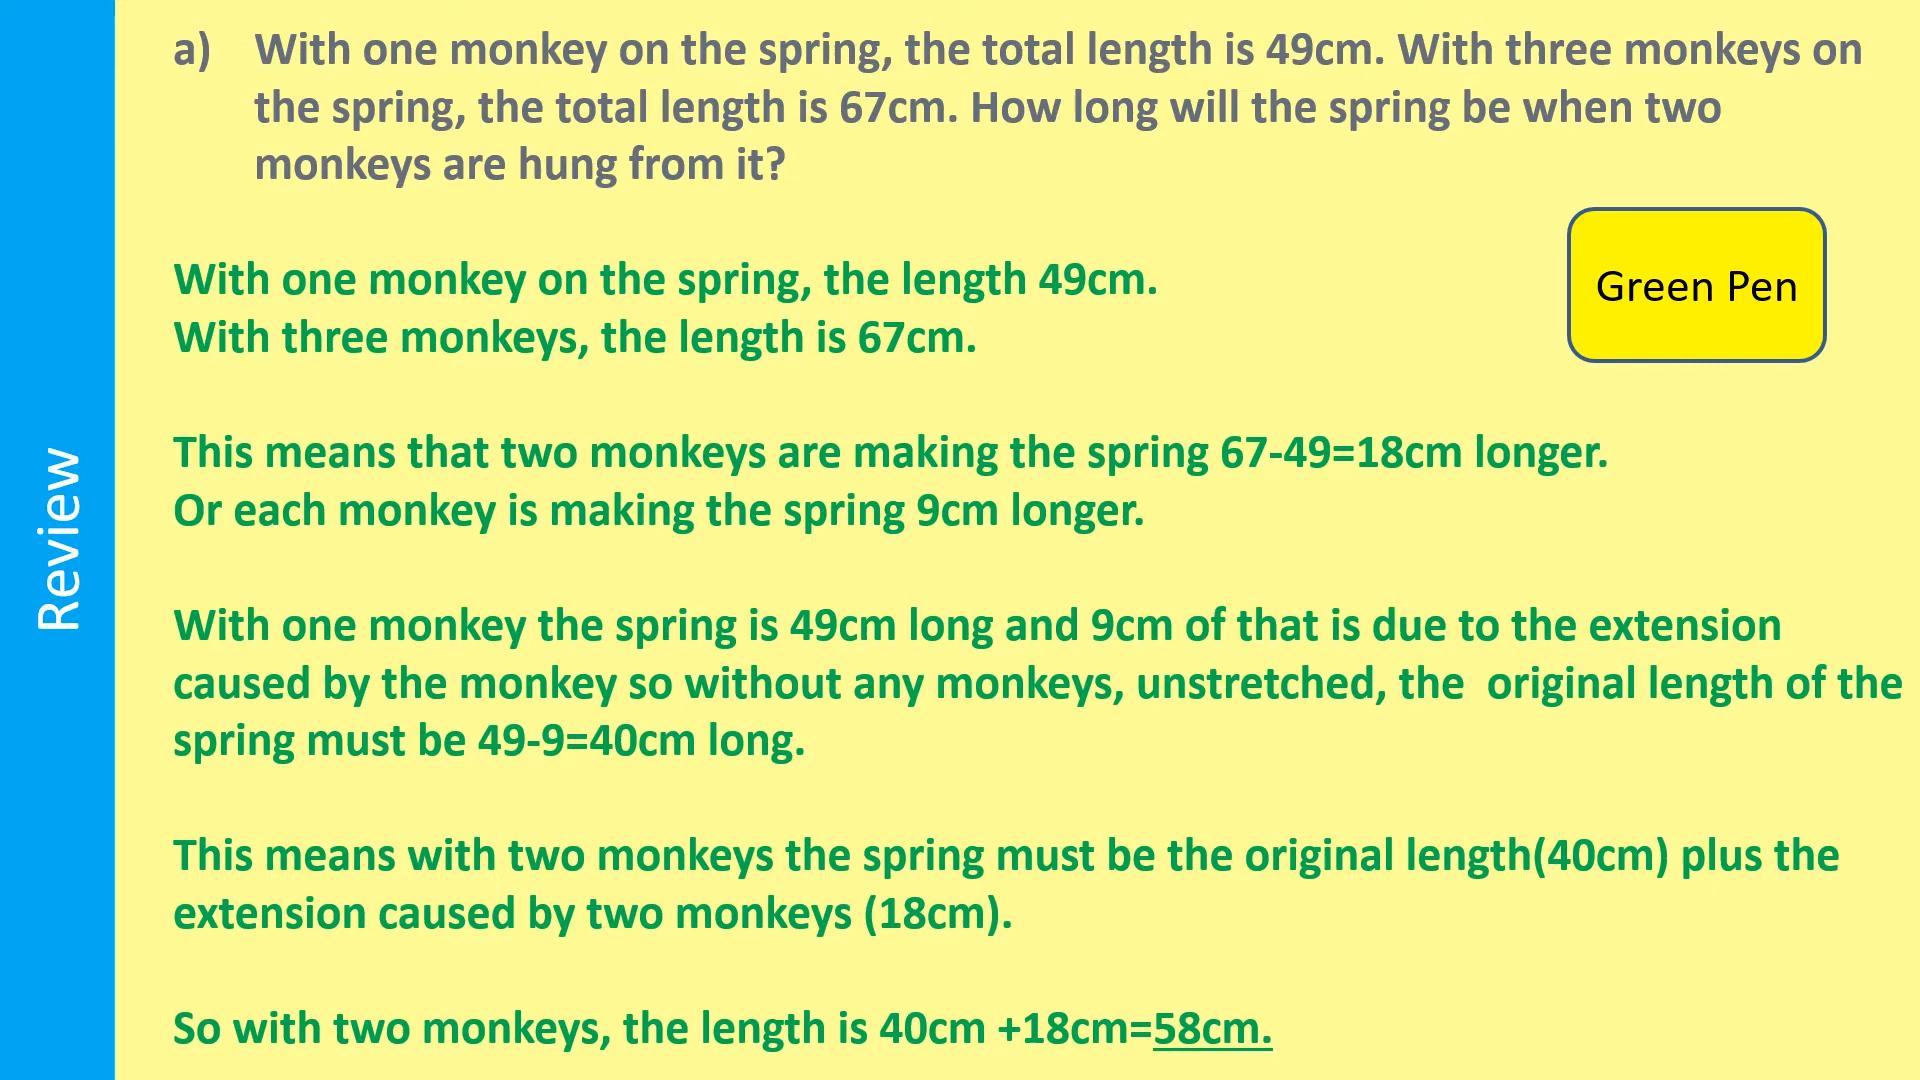 Review
a) With one monkey on the spring, the total length is 49cm. With three monkeys on
the spring, the total length is 67cm. How long will the spring be when two
monkeys are hung from it?
Green Pen
With one monkey on the spring, the length 49cm.
With three monkeys, the length is 67cm.
This means that two monkeys are making the spring 67-49=18cm longer.
Or each monkey is making the spring 9cm longer.
With one monkey the spring is 49cm long and 9cm of that is due to the extension
caused by the monkey so without any monkeys, unstretched, the  original length of the
spring must be 49-9=40cm long.
This means with two monkeys the spring must be the original length(40cm) plus the
extension caused by two monkeys (18cm).
So with two monkeys, the length is 40cm +18cm=58cm.